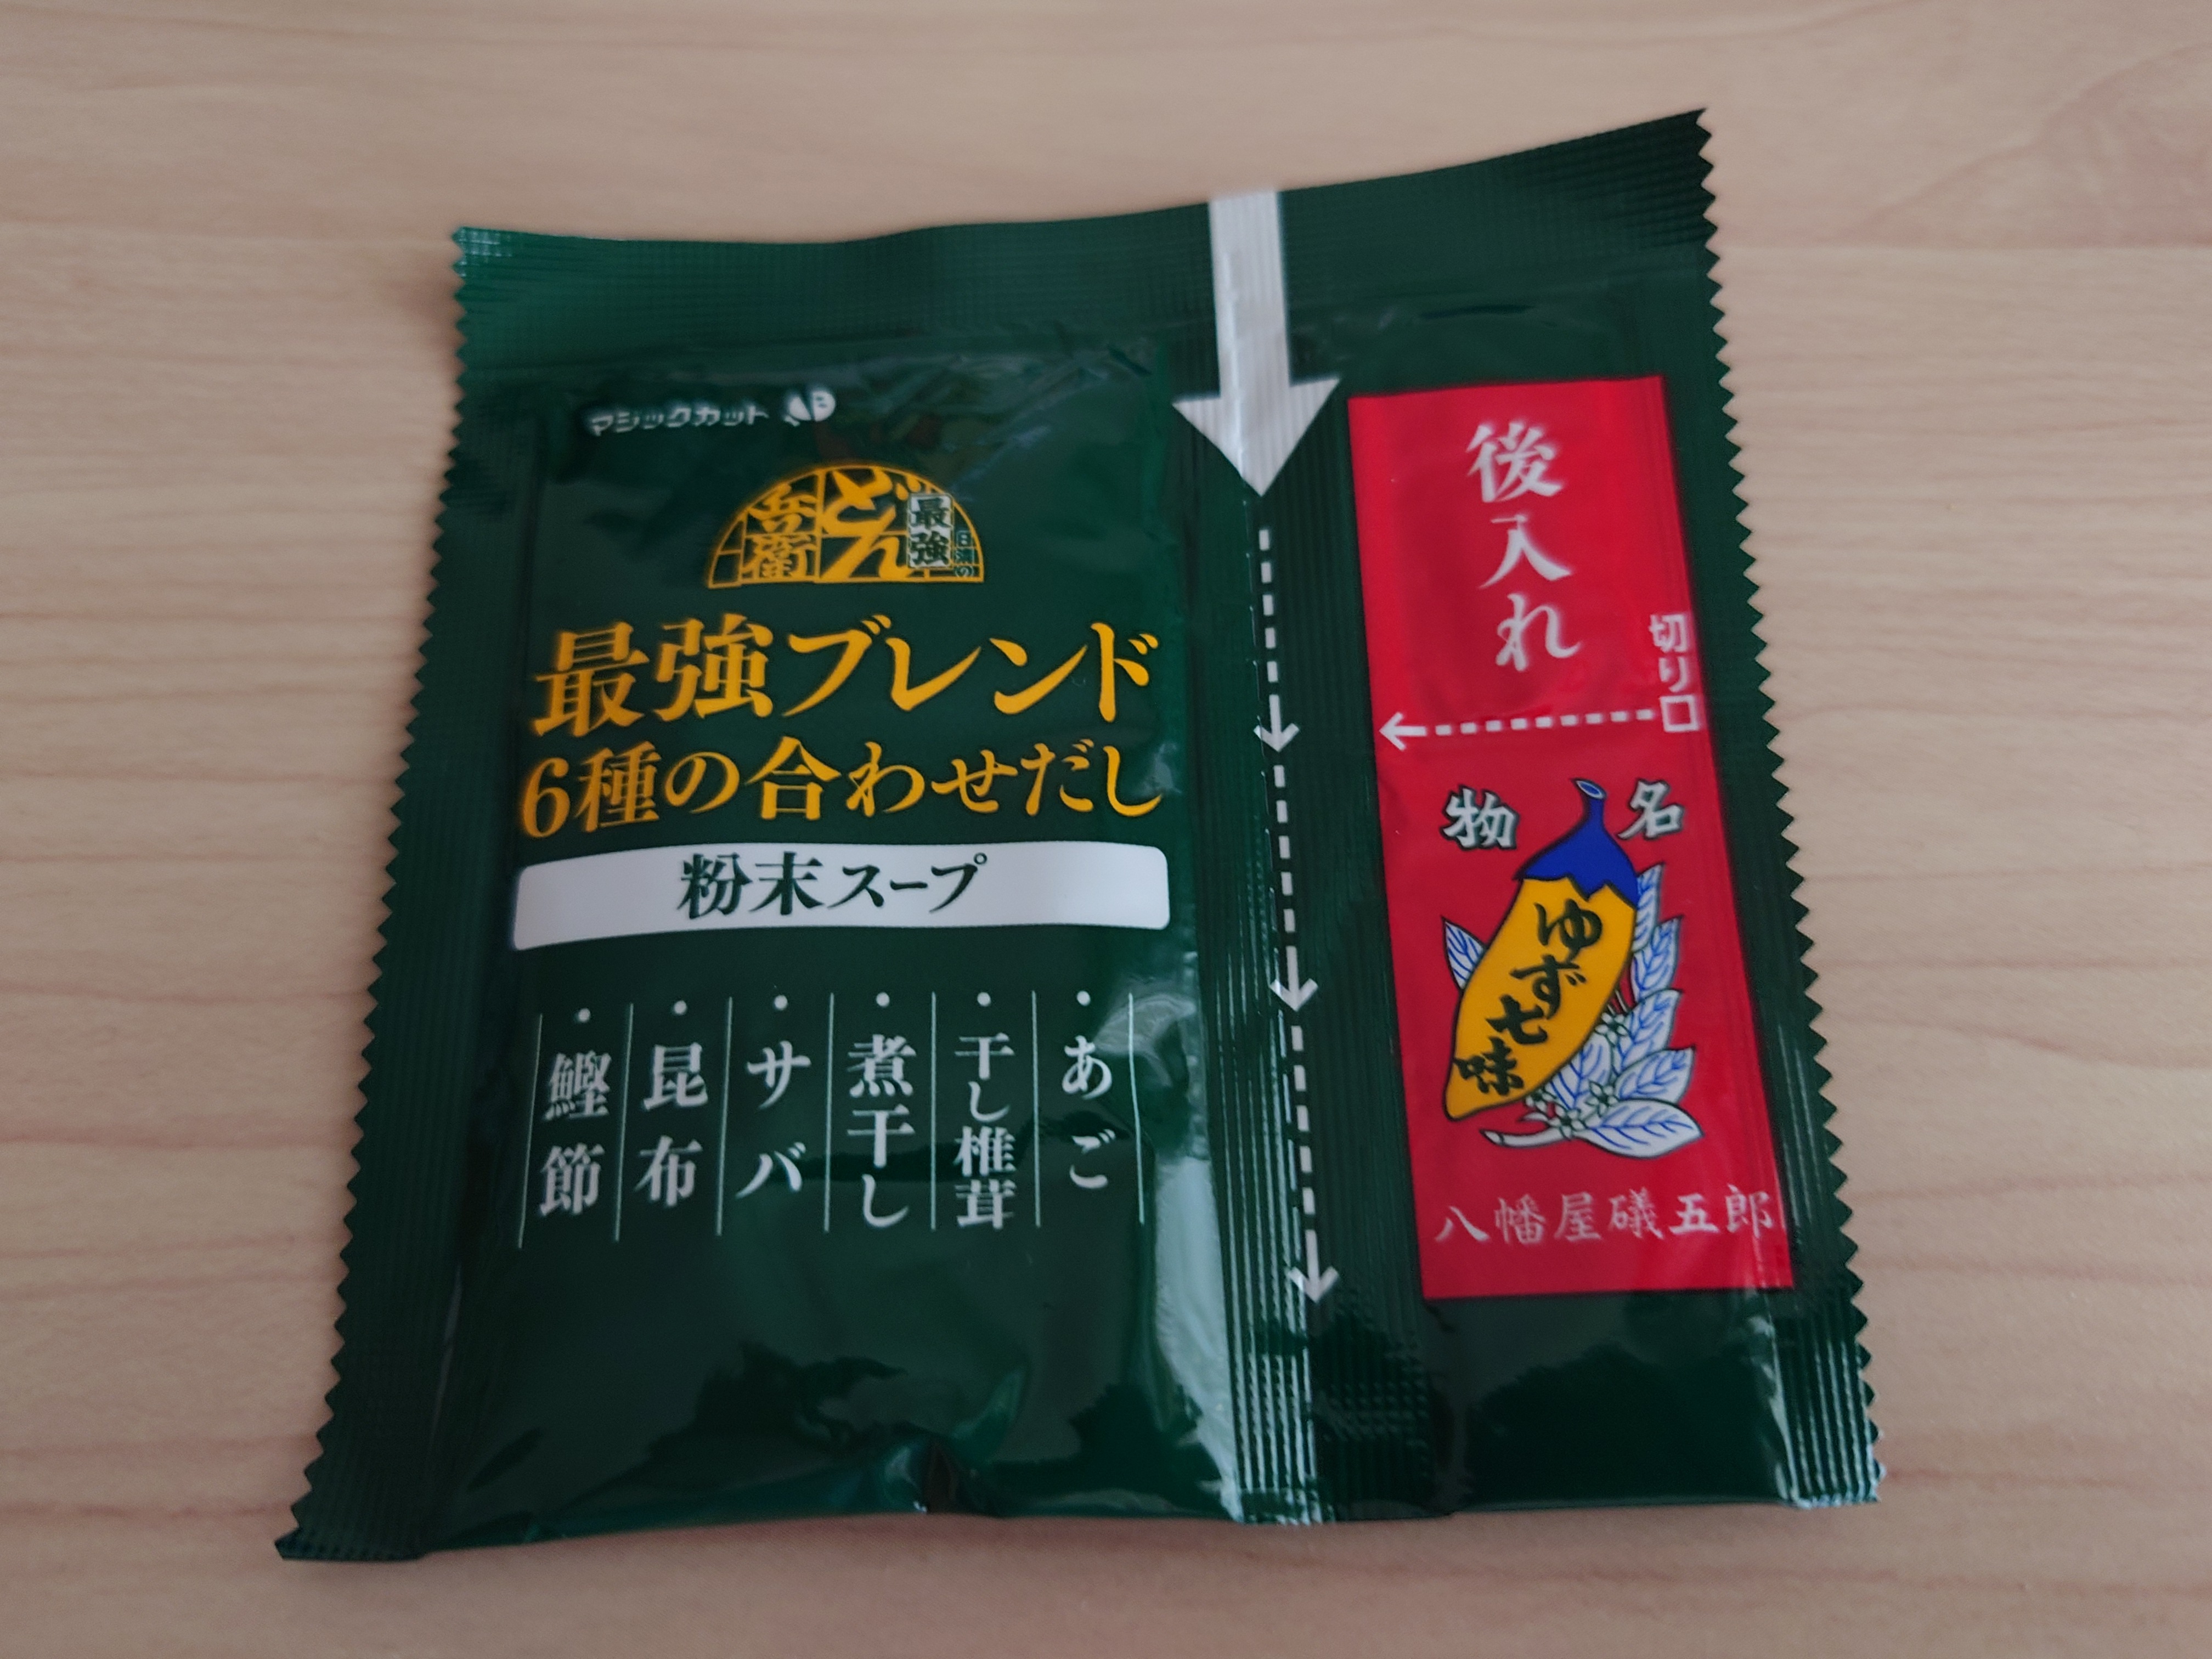 マジックカット
日清の
最強
どん
兵衛
最強ブレンド
6種の合わせだし
粉末スープ
・あご
・干し椎茸
・煮干し
・サバ
・昆布
・鰹節
後入れ
切り口
名物
ゆず七味
八幡屋礒五郎